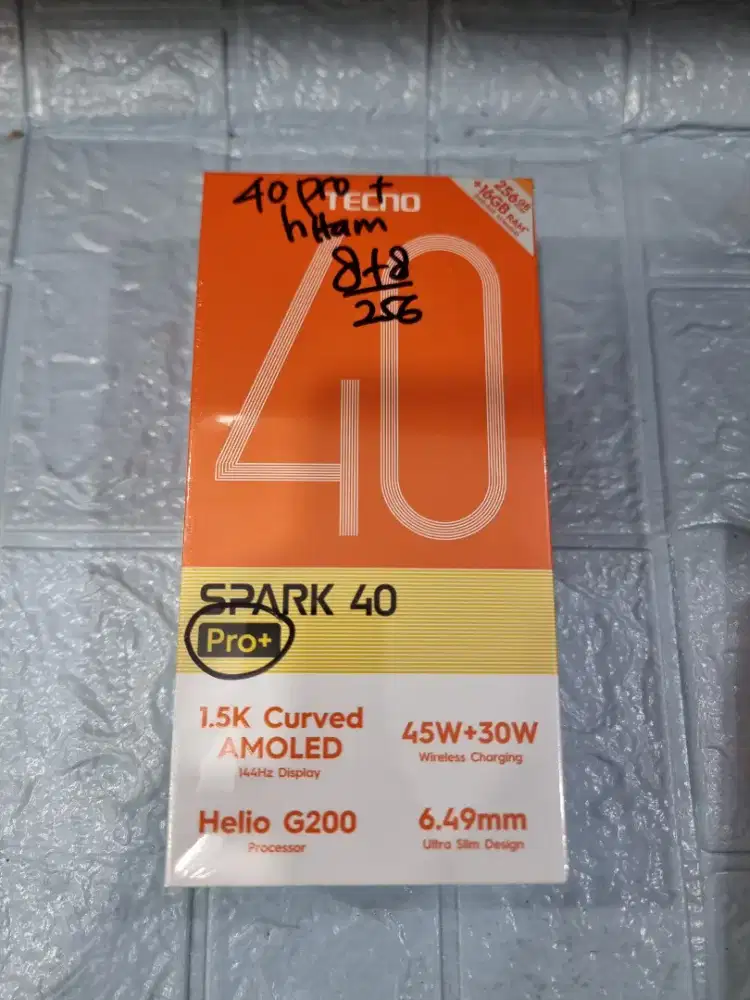 40 pro +
TECNO
hitam
8+8
256
256GB
+16GB RAM*
40
SPARK 40
Pro+
1.5K Curved
AMOLED
144Hz Display
45W+30W
Wireless Charging
Helio G200
Processor
6.49mm
Ultra Slim Design